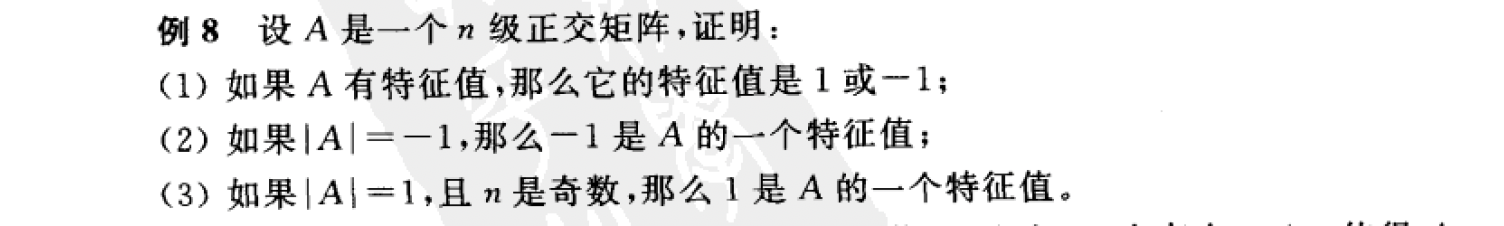 例 8 设 A 是一个 n 级正交矩阵,证明:
(1) 如果 A 有特征值,那么它的特征值是 1 或-1;
(2) 如果|A|=-1,那么-1 是 A 的一个特征值;
(3) 如果|A|=1,且 n 是奇数,那么 1 是 A 的一个特征值。